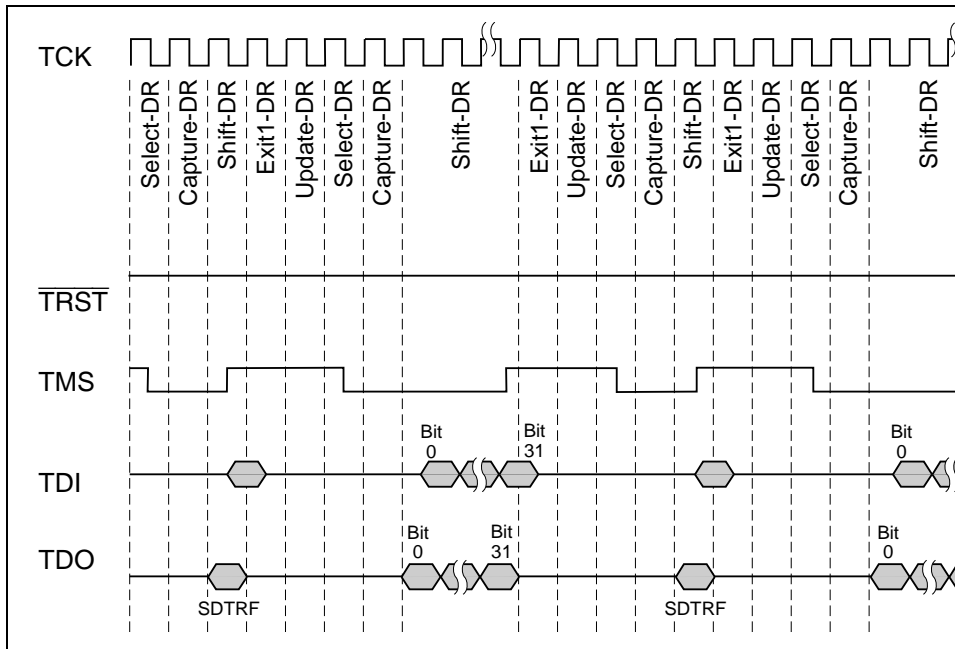 TCK
Select-DR
Capture-DR
Shift-DR
Exit1-DR
Update-DR
Select-DR
Capture-DR
Shift-DR
Exit1-DR
Update-DR
Select-DR
Capture-DR
Shift-DR
Exit1-DR
Update-DR
Select-DR
Capture-DR
Shift-DR
TRST
TMS
TDI
Bit
0
Bit
31
Bit
0
TDO
Bit
0
Bit
31
Bit
0
SDTRF
SDTRF